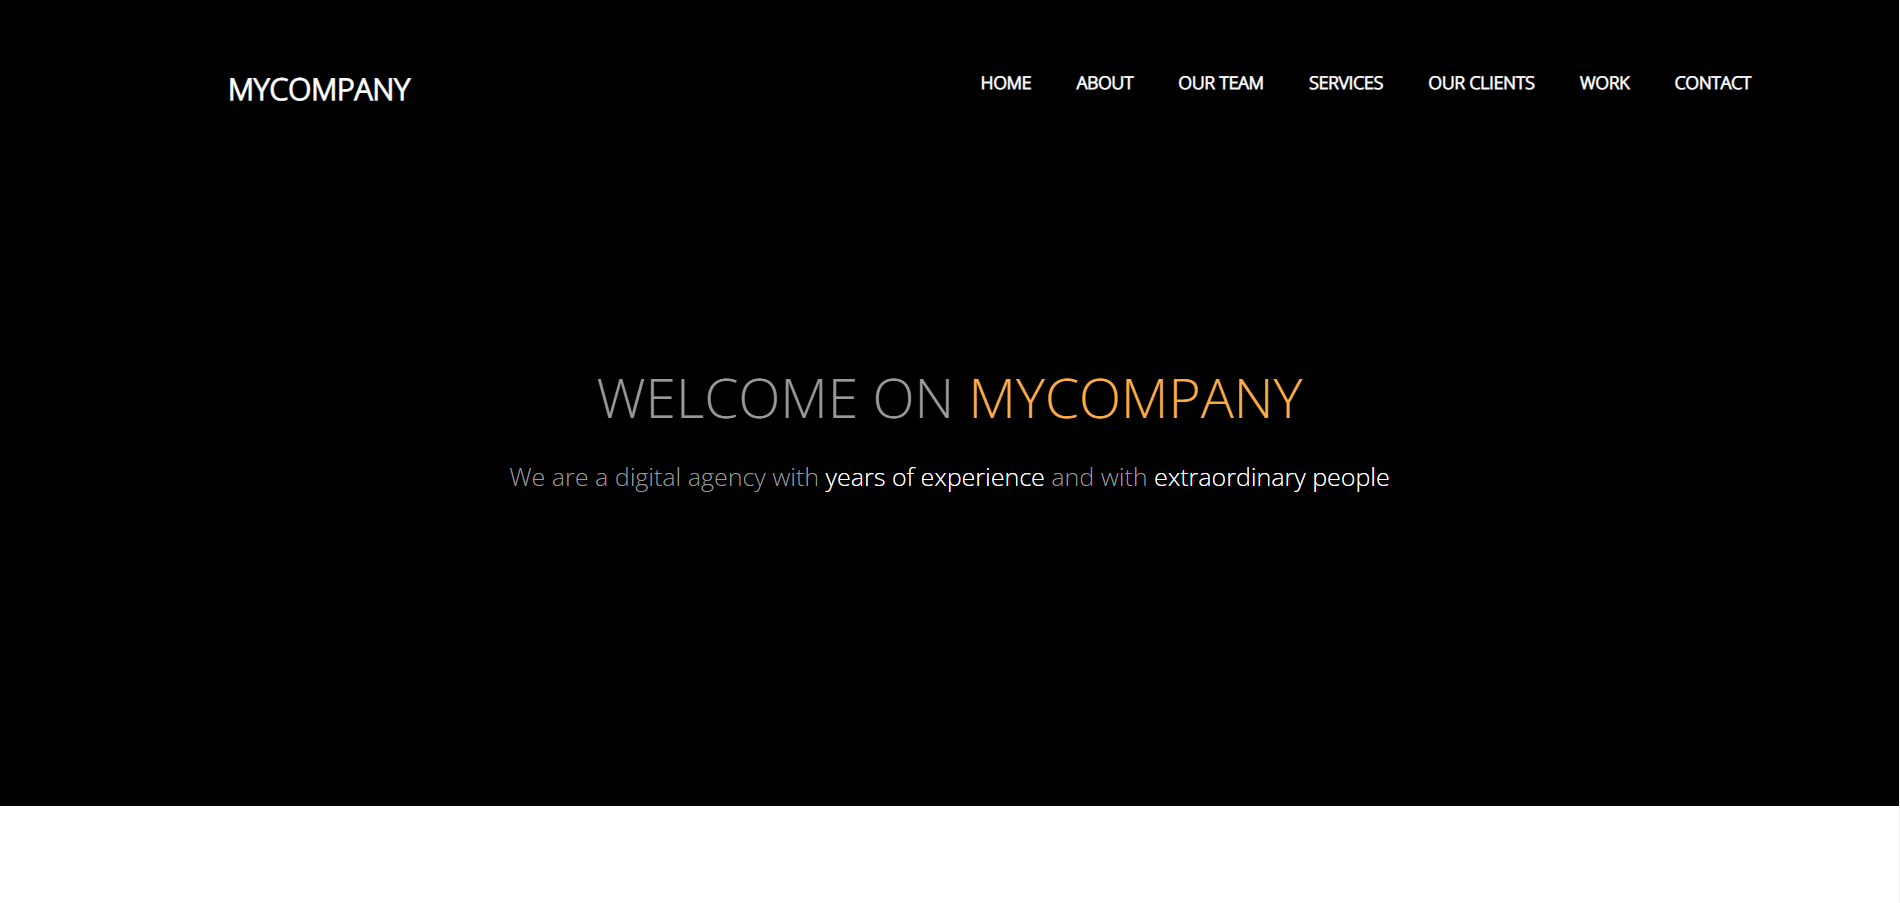 MYCOMPANY
HOME ABOUT OUR TEAM SERVICES OUR CLIENTS WORK CONTACT
WELCOME ON MYCOMPANY
We are a digital agency with years of experience and with extraordinary people